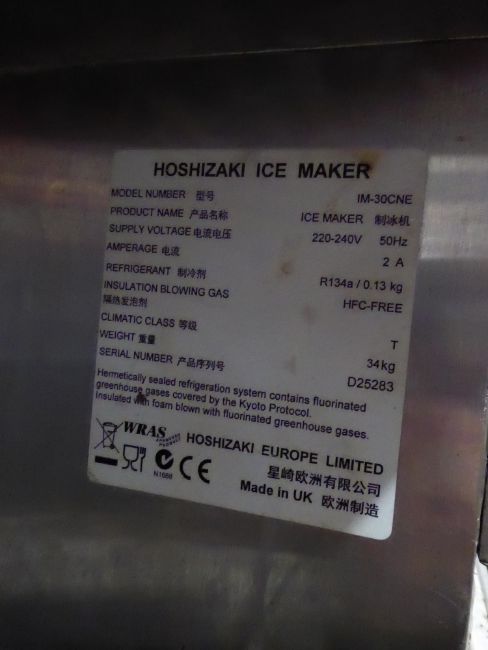 HOSHIZAKI ICE MAKER
MODEL NUMBER 型号 IM-30CNE
PRODUCT NAME 产品名称 ICE MAKER 制冰机
SUPPLY VOLTAGE 电流电压 220-240V 50Hz
AMPERAGE 电流 2 A
REFRIGERANT 制冷剂 R134a / 0.13 kg
INSULATION BLOWING GAS HFC-FREE
隔热发泡剂
CLIMATIC CLASS 等级 T
WEIGHT 重量 34kg
SERIAL NUMBER 产品序列号 D25283
Hermetically sealed refrigeration system contains fluorinated
greenhouse gases covered by the Kyoto Protocol.
Insulated with foam blown with fluorinated greenhouse gases.
WRAS APPROVED PRODUCT
HOSHIZAKI EUROPE LIMITED
星崎欧洲有限公司
N1688 CE
Made in UK 欧洲制造